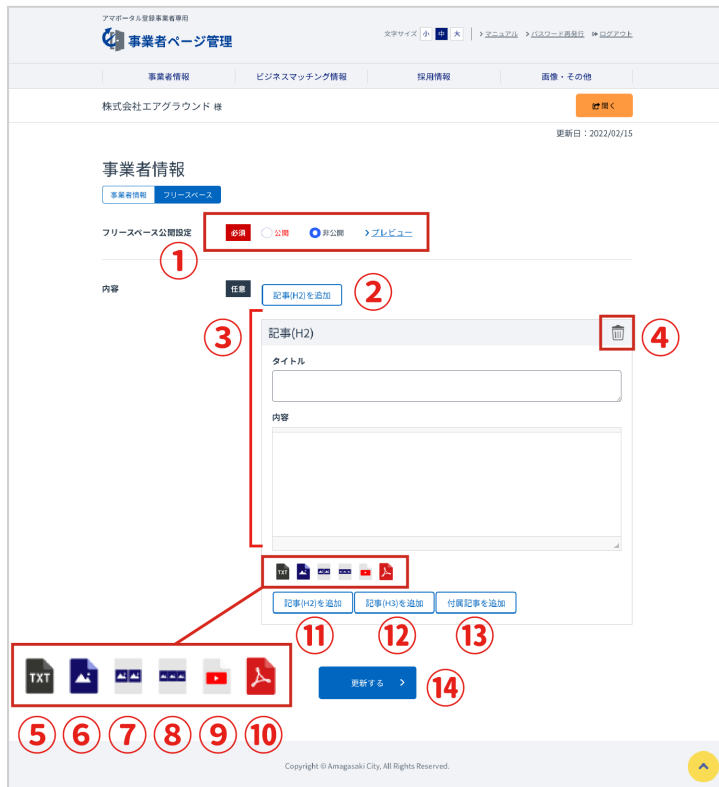 アマポータル登録事業者専用
事業者ページ管理
文字サイズ 小 中 大 マニュアル パスワード再発行 ログアウト
事業者情報 ビジネスマッチング情報 採用情報 画像・その他
株式会社エアグラウンド 様 開く
更新日：2022/02/15
事業者情報
事業者情報 フリースペース
フリースペース公開設定 必須 公開 非公開 プレビュー
①
内容 任意 記事(H2)を追加 ②
③ 記事(H2) ④
タイトル
内容
TXT
記事(H2)を追加 記事(H3)を追加 付属記事を追加
⑪ ⑫ ⑬
TXT
更新する ⑭
⑤ ⑥ ⑦ ⑧ ⑨ ⑩
Copyright © Amagasaki City, All Rights Reserved.